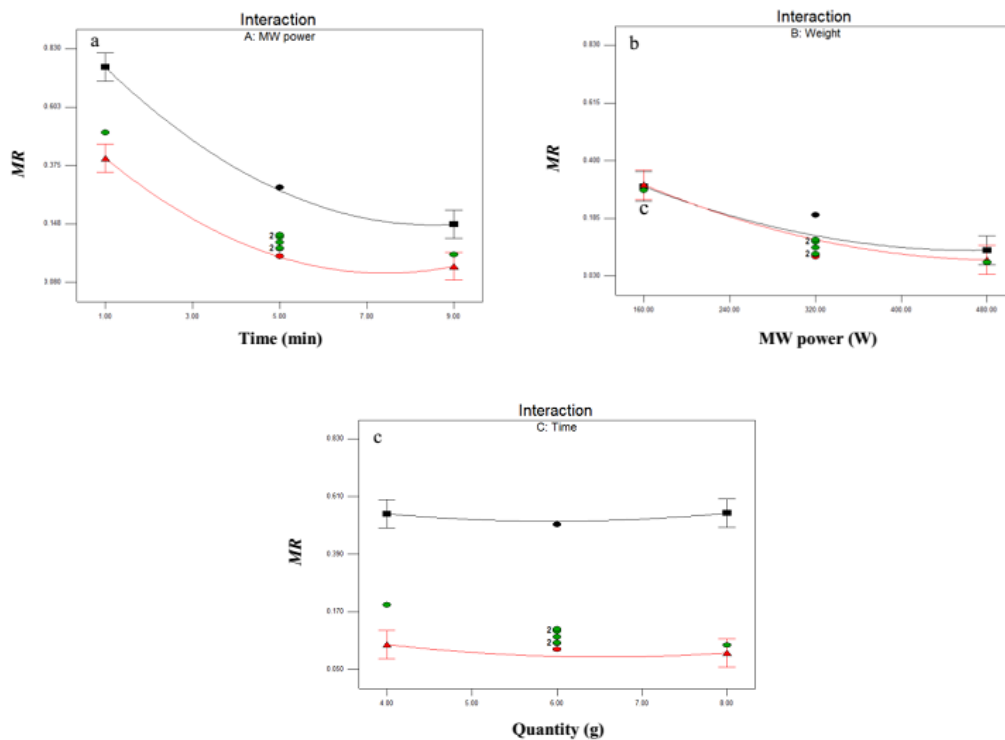 Interaction
A: MW power
a
0.830
0.603
0.375
0.148
3.080
MR
2
2
1.00
3.00
5.00
7.00
9.00
Time (min)
Interaction
B: Weight
b
0.830
0.615
0.400
0.185
0.030
MR
c
2
2
160.00
240.00
320.00
400.00
480.00
MW power (W)
Interaction
C: Time
c
0.830
0.610
0.390
0.170
0.050
MR
2
2
4.00
5.00
6.00
7.00
8.00
Quantity (g)